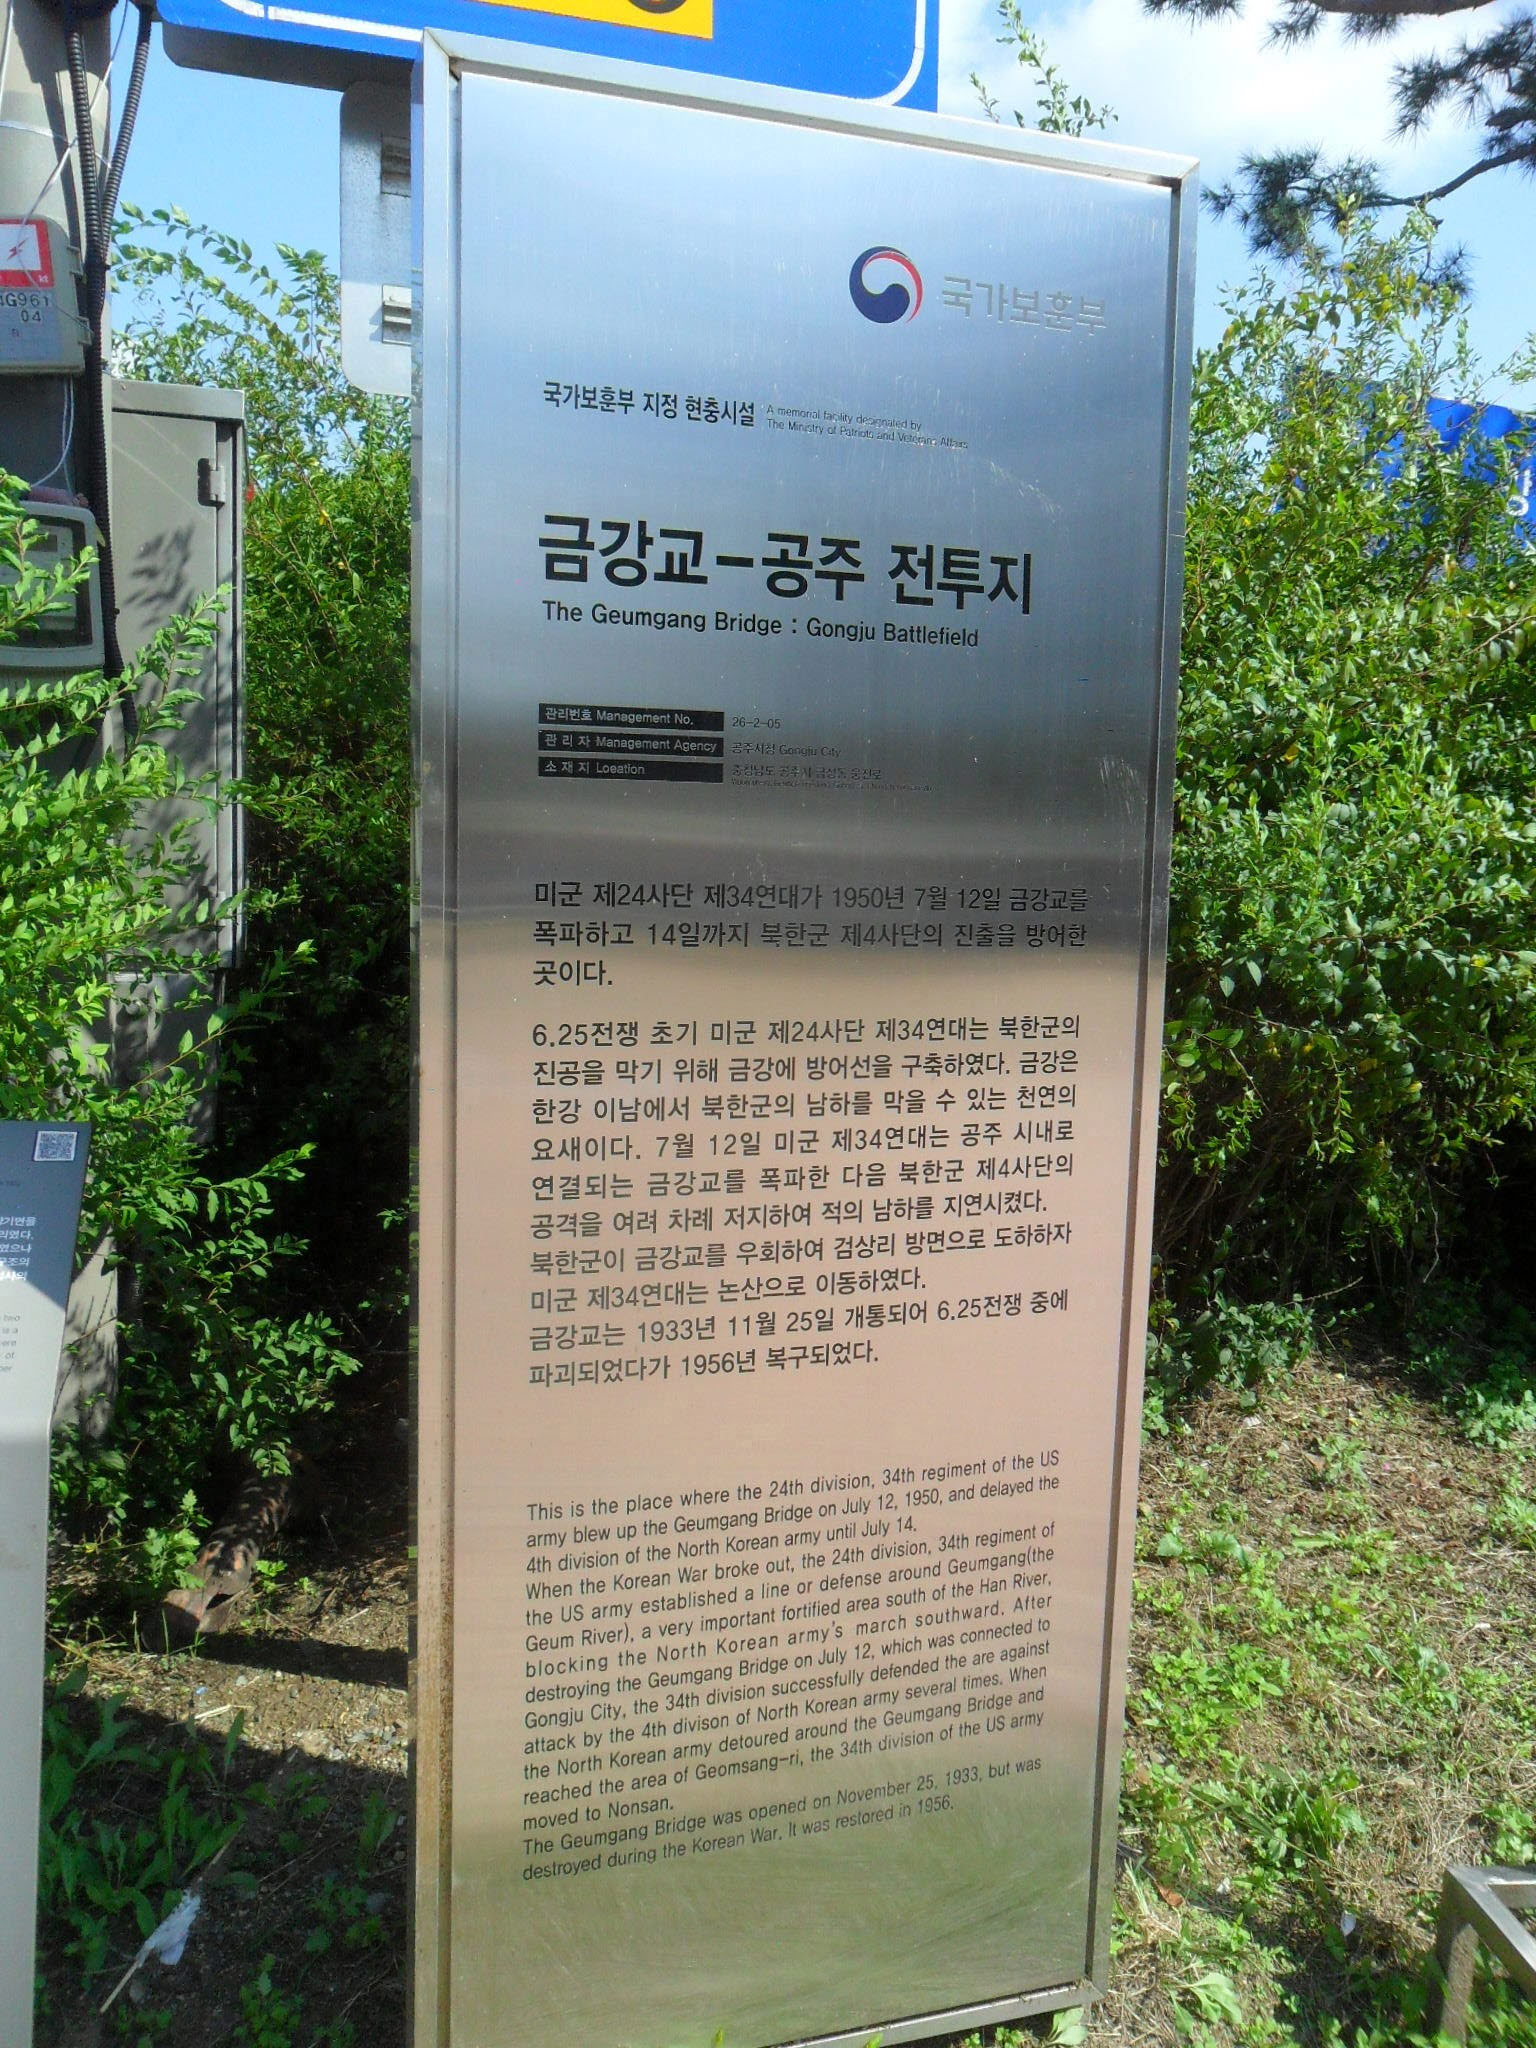 국가보훈부
국가보훈부 지정 현충시설
A memorial facility designated by
The Ministry of Patriots and Veterans Affairs
금강교-공주 전투지
The Geumgang Bridge : Gongju Battlefield
관리번호 Management No. 26-2-05
관 리 자 Management Agency 공주시청 Gongju City
소 재 지 Loeation 충청남도 공주시 금성동 웅진로
미군 제24사단 제34연대가 1950년 7월 12일 금강교를
폭파하고 14일까지 북한군 제4사단의 진출을 방어한
곳이다.
6.25전쟁 초기 미군 제24사단 제34연대는 북한군의
진공을 막기 위해 금강에 방어선을 구축하였다. 금강은
한강 이남에서 북한군의 남하를 막을 수 있는 천연의
요새이다. 7월 12일 미군 제34연대는 공주 시내로
연결되는 금강교를 폭파한 다음 북한군 제4사단의
공격을 여려 차례 저지하여 적의 남하를 지연시켰다.
북한군이 금강교를 우회하여 검상리 방면으로 도하하자
미군 제34연대는 논산으로 이동하였다.
금강교는 1933년 11월 25일 개통되어 6.25전쟁 중에
파괴되었다가 1956년 복구되었다.
This is the place where the 24th division, 34th regiment of the US
army blew up the Geumgang Bridge on July 12, 1950, and delayed the
4th division of the North Korean army until July 14.
When the Korean War broke out, the 24th division, 34th regiment of
the US army established a line or defense around Geumgang(the
Geum River), a very important fortified area south of the Han River,
blocking the North Korean army's march southward. After
destroying the Geumgang Bridge on July 12, which was connected to
Gongju City, the 34th division successfully defended the are against
attack by the 4th divison of North Korean army several times. When
the North Korean army detoured around the Geumgang Bridge and
reached the area of Geomsang-ri, the 34th division of the US army
moved to Nonsan.
The Geumgang Bridge was opened on November 25, 1933, but was
destroyed during the Korean War. It was restored in 1956.
04